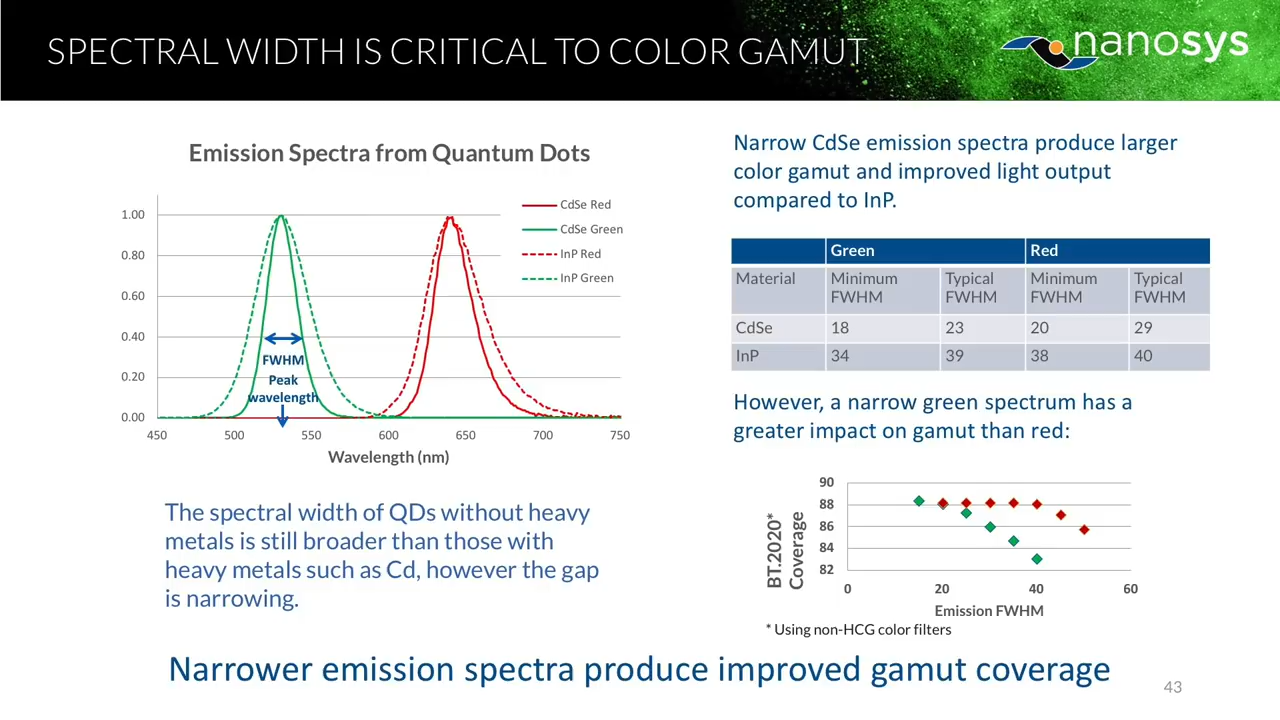 SPECTRAL WIDTH IS CRITICAL TO COLOR GAMUT
nanosys
Emission Spectra from Quantum Dots
1.00
0.80
0.60
0.40
0.20
0.00
450 500 550 600 650 700 750
Wavelength (nm)
CdSe Red
CdSe Green
InP Red
InP Green
FWHM
Peak
wavelength
The spectral width of QDs without heavy
metals is still broader than those with
heavy metals such as Cd, however the gap
is narrowing.
Narrow CdSe emission spectra produce larger
color gamut and improved light output
compared to InP.
Green Red
Material Minimum FWHM Typical FWHM Minimum FWHM Typical FWHM
CdSe 18 23 20 29
InP 34 39 38 40
However, a narrow green spectrum has a
greater impact on gamut than red:
BT.2020*
Coverage
90
88
86
84
82
0 20 40 60
Emission FWHM
* Using non-HCG color filters
Narrower emission spectra produce improved gamut coverage
43